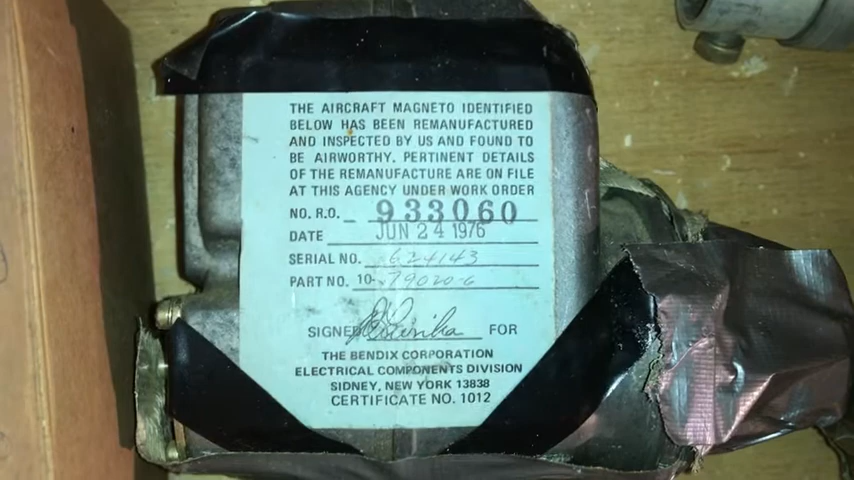 THE AIRCRAFT MAGNETO IDENTIFIED
BELOW HAS BEEN REMANUFACTURED
AND INSPECTED BY US AND FOUND TO
BE AIRWORTHY. PERTINENT DETAILS
OF THE REMANUFACTURE ARE ON FILE
AT THIS AGENCY UNDER WORK ORDER
NO. R.O. 933060
DATE JUN 24 1976
SERIAL NO. 624143
PART NO. 10-79020-6
SIGNED FOR
THE BENDIX CORPORATION
ELECTRICAL COMPONENTS DIVISION
SIDNEY, NEW YORK 13838
CERTIFICATE NO. 1012